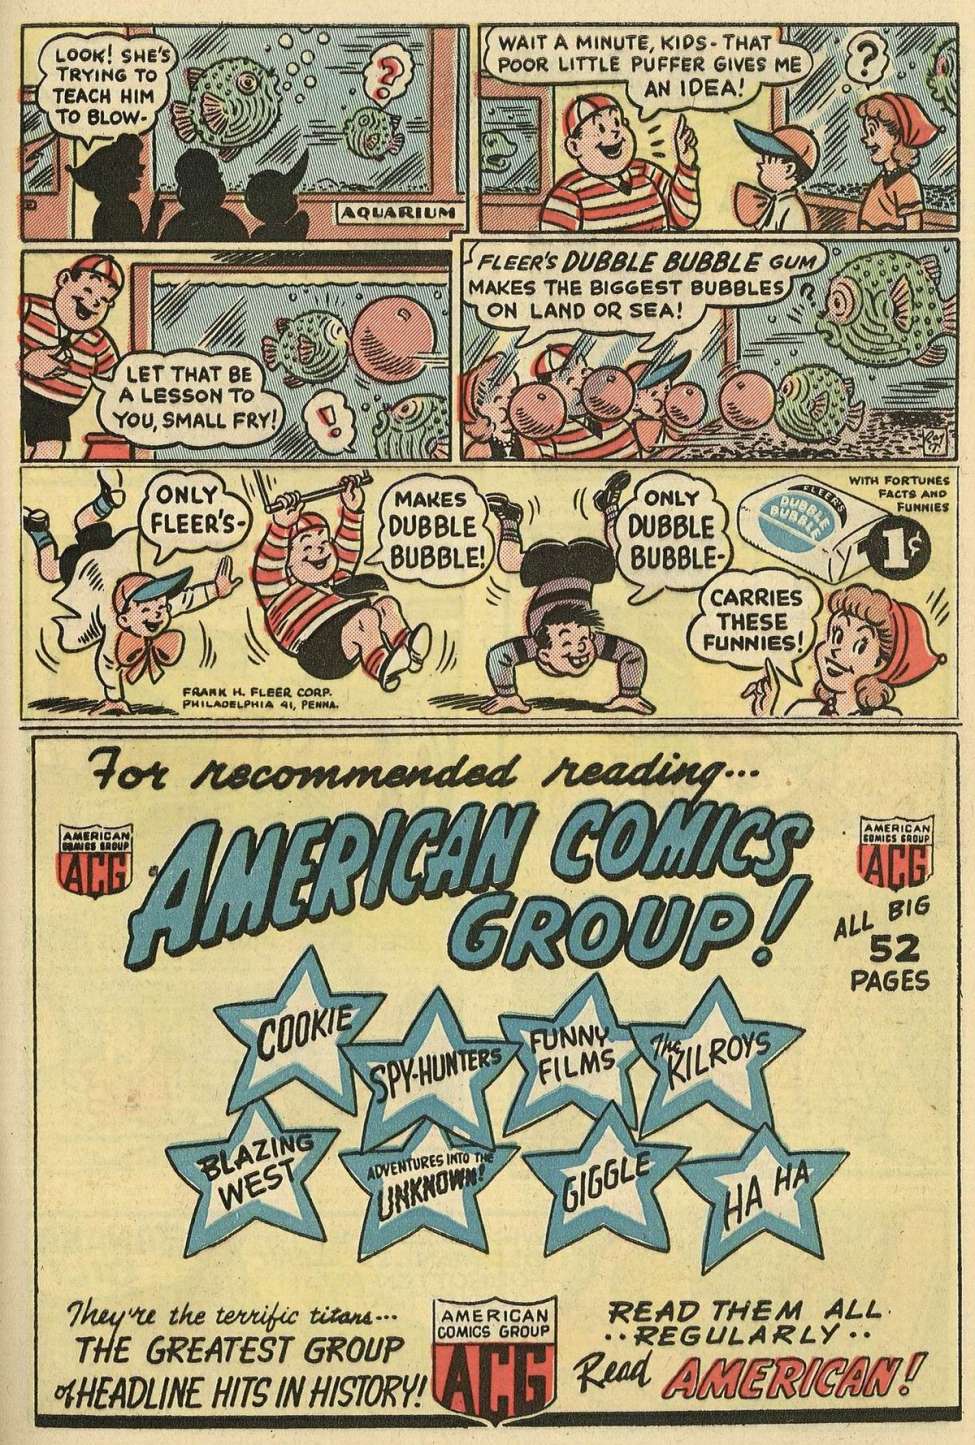 LOOK! SHE'S
TRYING TO
TEACH HIM
TO BLOW-
?
AQUARIUM
WAIT A MINUTE, KIDS - THAT
POOR LITTLE PUFFER GIVES ME
AN IDEA!
?
LET THAT BE
A LESSON TO
YOU, SMALL FRY!
!
FLEER'S DUBBLE BUBBLE GUM
MAKES THE BIGGEST BUBBLES
ON LAND OR SEA!
?
ONLY
FLEER'S-
MAKES
DUBBLE
BUBBLE!
ONLY
DUBBLE
BUBBLE-
FLEER'S
DUBBLE
BUBBLE
WITH FORTUNES
FACTS AND
FUNNIES
1¢
CARRIES
THESE
FUNNIES!
FRANK H. FLEER CORP.
PHILADELPHIA 41, PENNA.
For recommended reading...
AMERICAN
COMICS GROUP
ACG
AMERICAN COMICS
GROUP!
AMERICAN
COMICS GROUP
ACG
ALL BIG
52
PAGES
COOKIE
SPY-HUNTERS
FUNNY
FILMS
The
KILROYS
BLAZING
WEST
ADVENTURES INTO THE
UNKNOWN!
GIGGLE
HA HA
They're the terrific titans...
THE GREATEST GROUP
of HEADLINE HITS IN HISTORY!
AMERICAN
COMICS GROUP
ACG
READ THEM ALL
..REGULARLY..
Read AMERICAN!